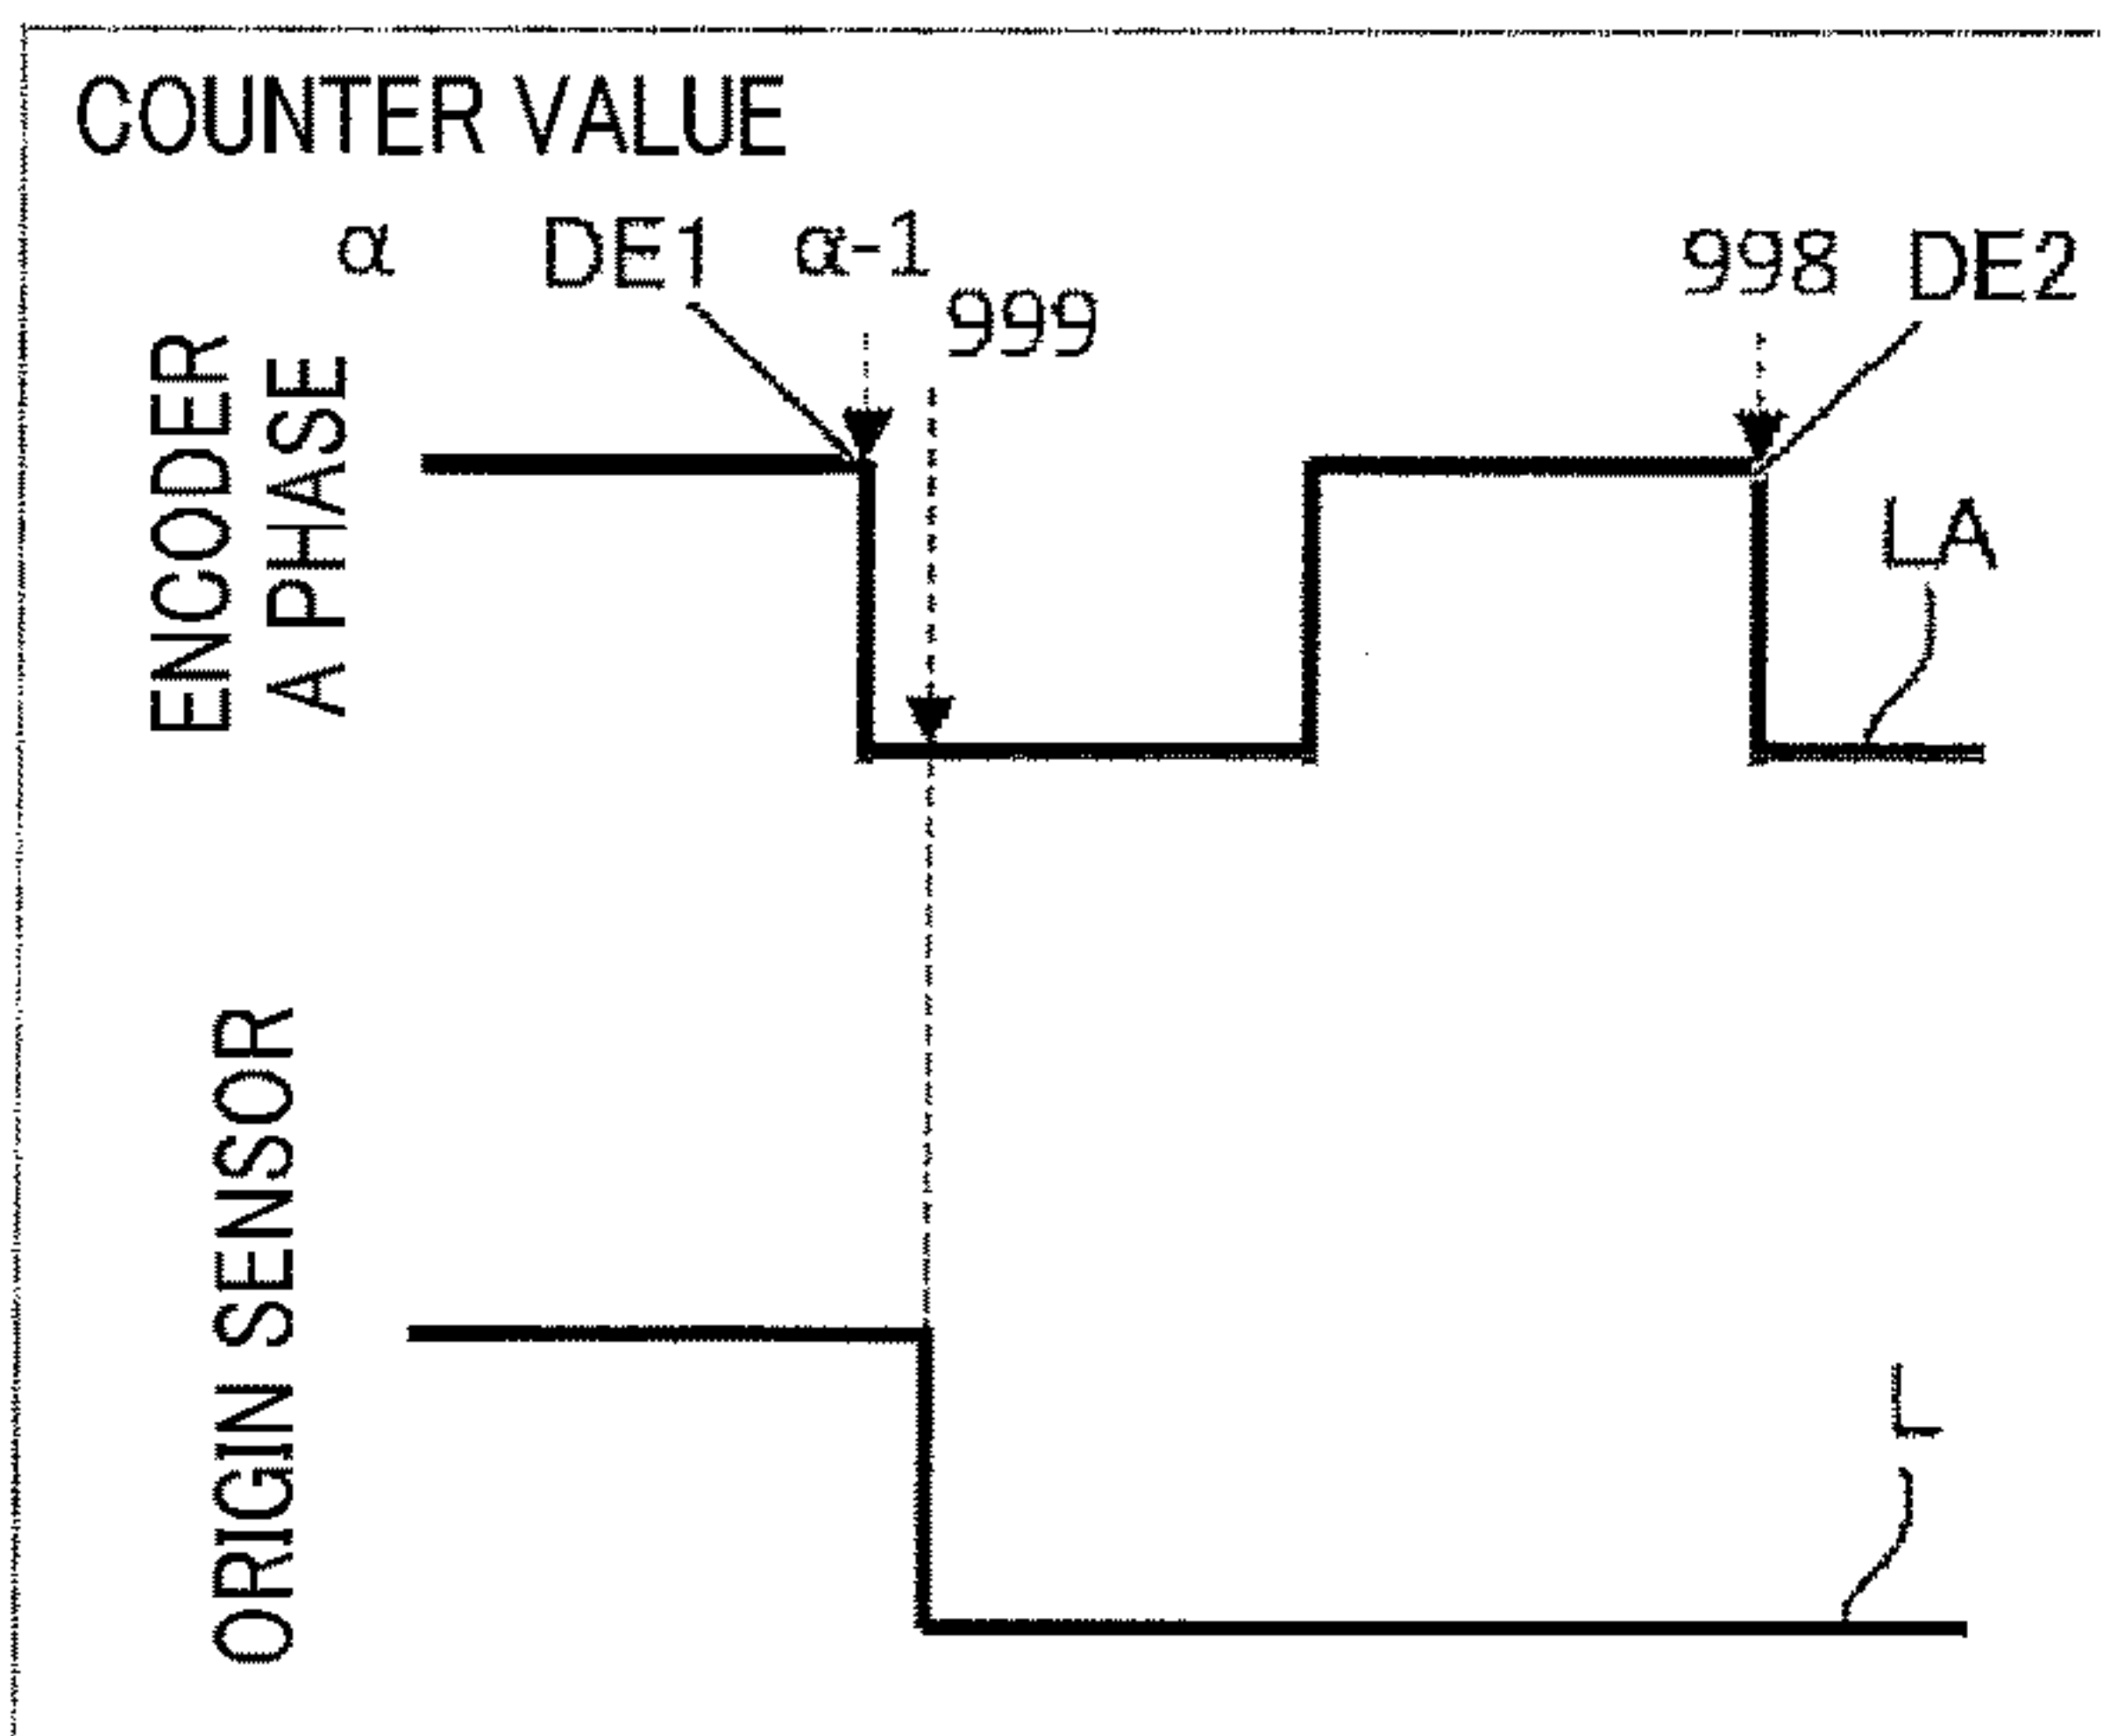 COUNTER VALUE
α DE1 α-1
999
998 DE2
ENCODER
A PHASE
LA
ORIGIN SENSOR
L